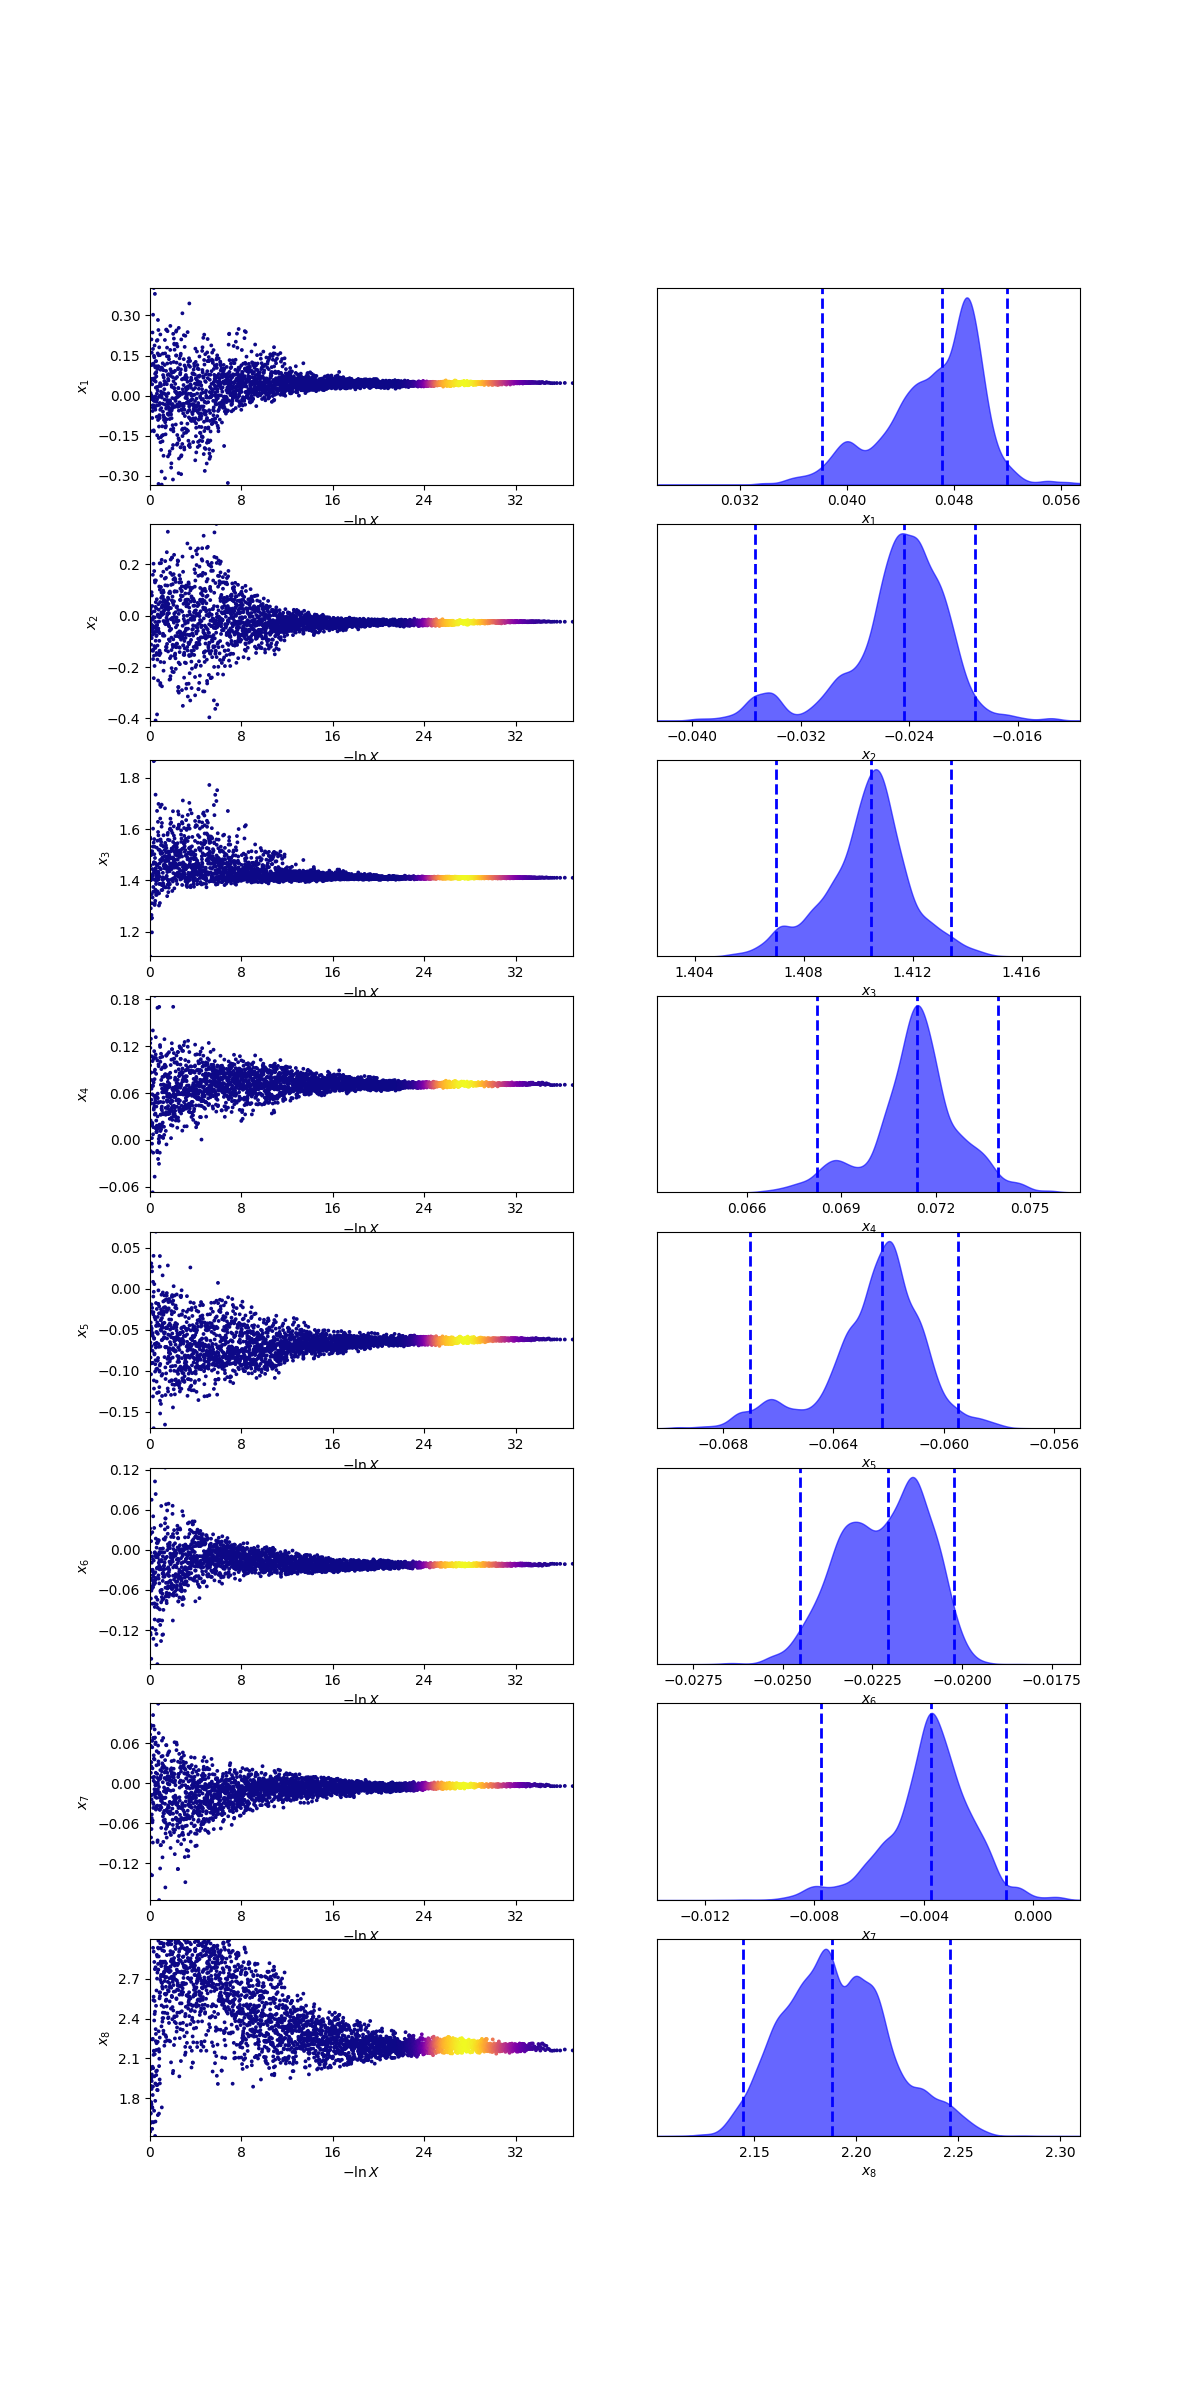 0.30
0.15
0.00
−0.15
−0.30
x₁
0 8 16 24 32
−ln X
0.032 0.040 0.048 0.056
x₁
0.2
0.0
−0.2
−0.4
x₂
0 8 16 24 32
−ln X
−0.040 −0.032 −0.024 −0.016
x₂
1.8
1.6
1.4
1.2
x₃
0 8 16 24 32
−ln X
1.404 1.408 1.412 1.416
x₃
0.18
0.12
0.06
0.00
−0.06
x₄
0 8 16 24 32
−ln X
0.066 0.069 0.072 0.075
x₄
0.05
0.00
−0.05
−0.10
−0.15
x₅
0 8 16 24 32
−ln X
−0.068 −0.064 −0.060 −0.056
x₅
0.12
0.06
0.00
−0.06
−0.12
x₆
0 8 16 24 32
−ln X
−0.0275 −0.0250 −0.0225 −0.0200 −0.0175
x₆
0.06
0.00
−0.06
−0.12
x₇
0 8 16 24 32
−ln X
−0.012 −0.008 −0.004 0.000
x₇
2.7
2.4
2.1
1.8
x₈
0 8 16 24 32
−ln X
2.15 2.20 2.25 2.30
x₈